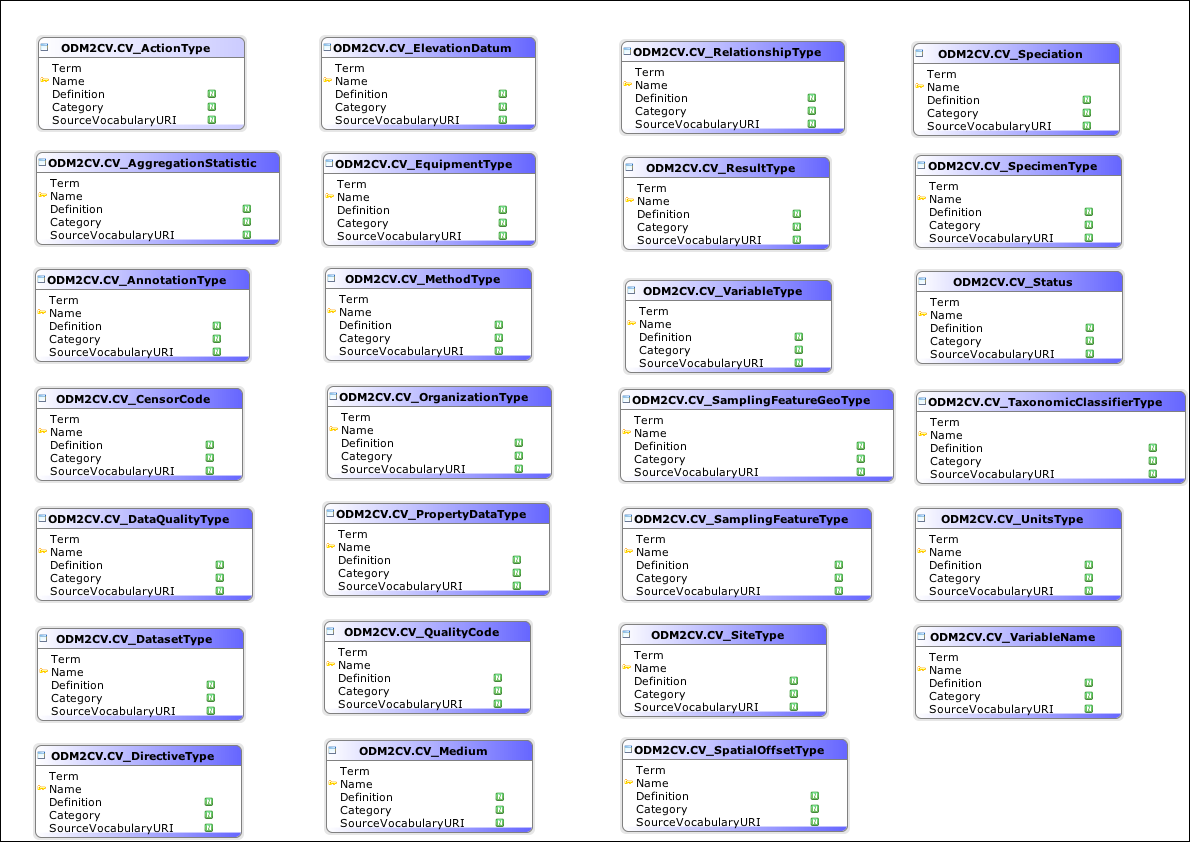 ODM2CV.CV_ActionType
Term
Name
Definition N
Category N
SourceVocabularyURI N
ODM2CV.CV_AggregationStatistic
Term
Name
Definition N
Category N
SourceVocabularyURI N
ODM2CV.CV_AnnotationType
Term
Name
Definition N
Category N
SourceVocabularyURI N
ODM2CV.CV_CensorCode
Term
Name
Definition N
Category N
SourceVocabularyURI N
ODM2CV.CV_DataQualityType
Term
Name
Definition N
Category N
SourceVocabularyURI N
ODM2CV.CV_DatasetType
Term
Name
Definition N
Category N
SourceVocabularyURI N
ODM2CV.CV_DirectiveType
Term
Name
Definition N
Category N
SourceVocabularyURI N
ODM2CV.CV_ElevationDatum
Term
Name
Definition N
Category N
SourceVocabularyURI N
ODM2CV.CV_EquipmentType
Term
Name
Definition N
Category N
SourceVocabularyURI N
ODM2CV.CV_MethodType
Term
Name
Definition N
Category N
SourceVocabularyURI N
ODM2CV.CV_OrganizationType
Term
Name
Definition N
Category N
SourceVocabularyURI N
ODM2CV.CV_PropertyDataType
Term
Name
Definition N
Category N
SourceVocabularyURI N
ODM2CV.CV_QualityCode
Term
Name
Definition N
Category N
SourceVocabularyURI N
ODM2CV.CV_Medium
Term
Name
Definition N
Category N
SourceVocabularyURI N
ODM2CV.CV_RelationshipType
Term
Name
Definition N
Category N
SourceVocabularyURI N
ODM2CV.CV_ResultType
Term
Name
Definition N
Category N
SourceVocabularyURI N
ODM2CV.CV_VariableType
Term
Name
Definition N
Category N
SourceVocabularyURI N
ODM2CV.CV_SamplingFeatureGeoType
Term
Name
Definition N
Category N
SourceVocabularyURI N
ODM2CV.CV_SamplingFeatureType
Term
Name
Definition N
Category N
SourceVocabularyURI N
ODM2CV.CV_SiteType
Term
Name
Definition N
Category N
SourceVocabularyURI N
ODM2CV.CV_SpatialOffsetType
Term
Name
Definition N
Category N
SourceVocabularyURI N
ODM2CV.CV_Speciation
Term
Name
Definition N
Category N
SourceVocabularyURI N
ODM2CV.CV_SpecimenType
Term
Name
Definition N
Category N
SourceVocabularyURI N
ODM2CV.CV_Status
Term
Name
Definition N
Category N
SourceVocabularyURI N
ODM2CV.CV_TaxonomicClassifierType
Term
Name
Definition N
Category N
SourceVocabularyURI N
ODM2CV.CV_UnitsType
Term
Name
Definition N
Category N
SourceVocabularyURI N
ODM2CV.CV_VariableName
Term
Name
Definition N
Category N
SourceVocabularyURI N